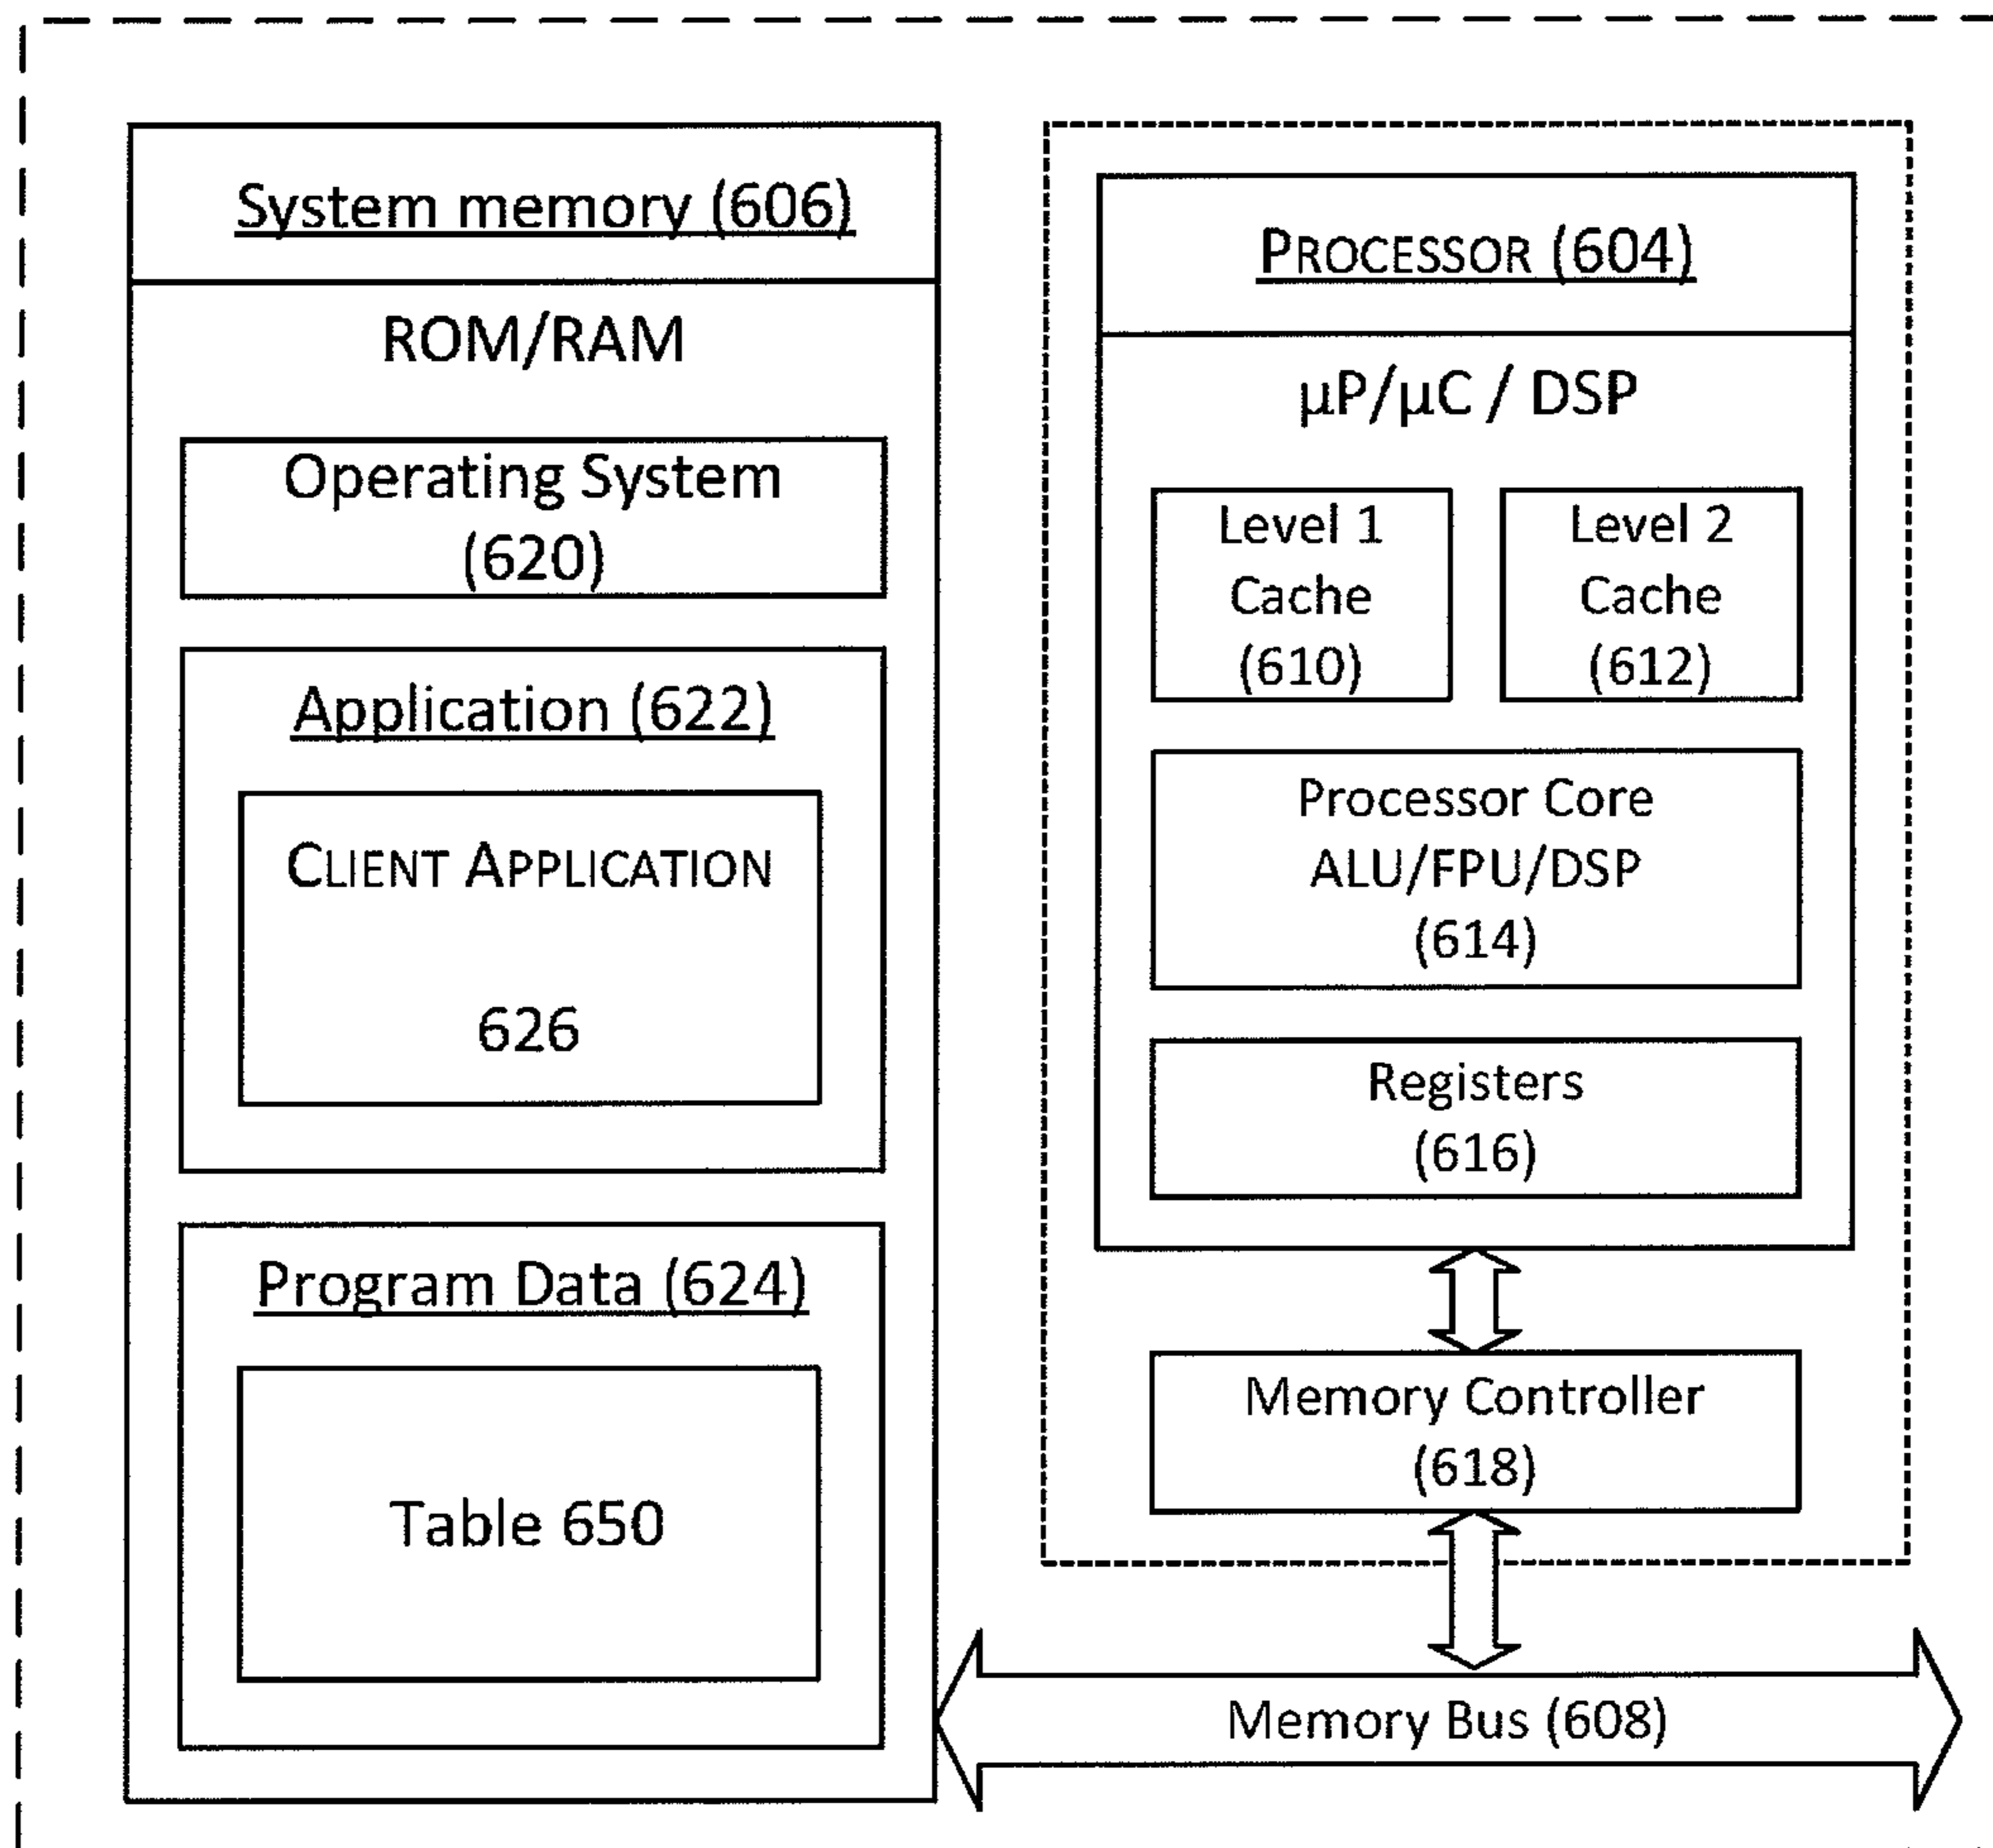 System memory (606)
ROM/RAM
Operating System
(620)
Application (622)
CLIENT APPLICATION
626
Program Data (624)
Table 650
PROCESSOR (604)
µP/µC / DSP
Level 1
Cache
(610)
Level 2
Cache
(612)
Processor Core
ALU/FPU/DSP
(614)
Registers
(616)
Memory Controller
(618)
Memory Bus (608)